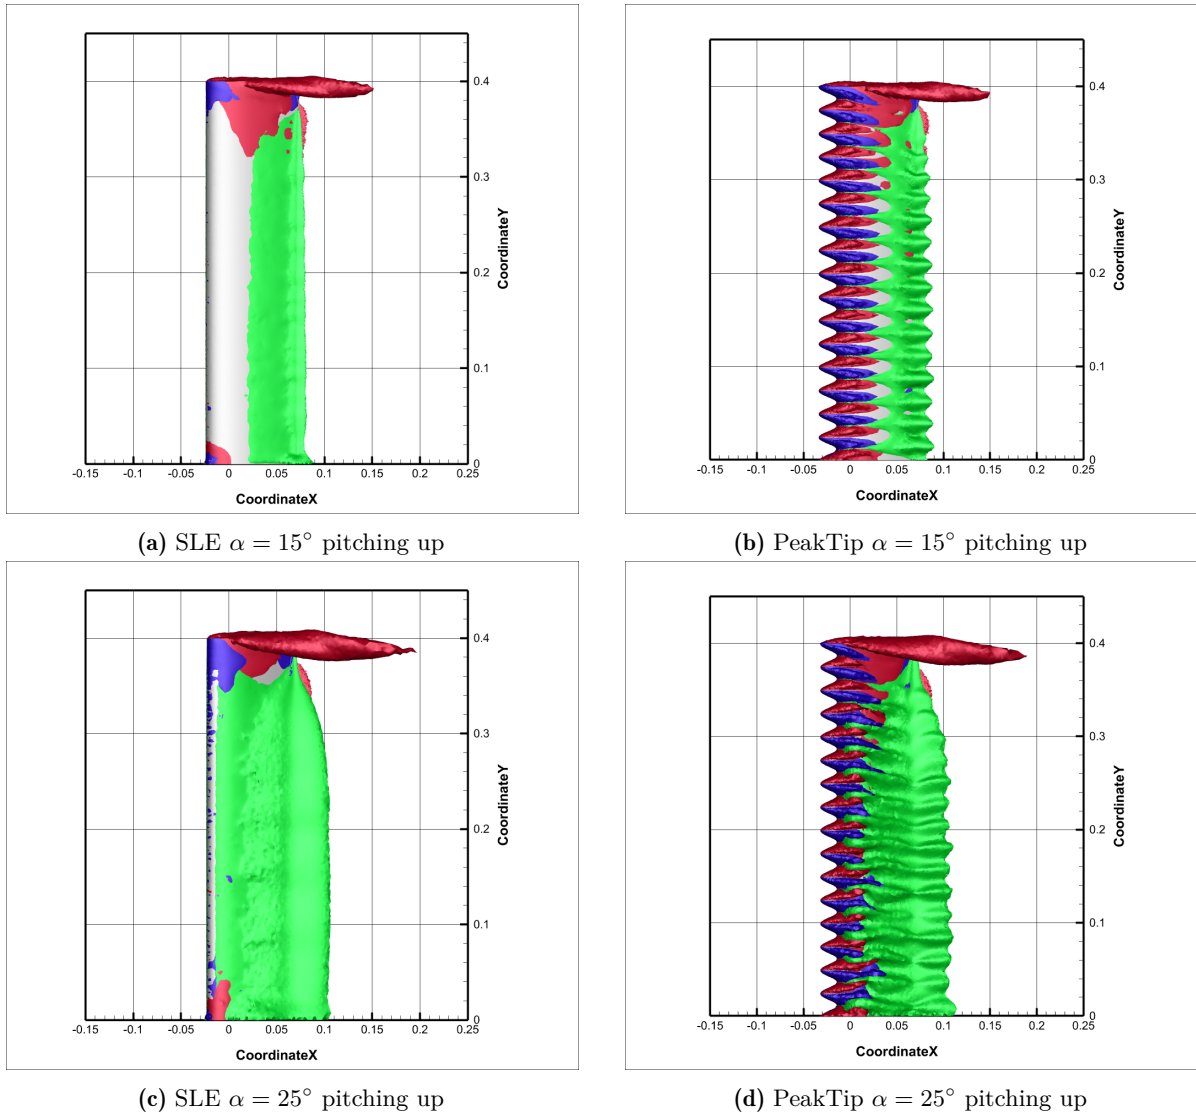 0.4
0.3
0.2
0.1
0
CoordinateY
-0.15 -0.1 -0.05 0 0.05 0.1 0.15 0.2 0.25
CoordinateX
(a) SLE α = 15° pitching up
0.4
0.3
0.2
0.1
0
CoordinateY
-0.15 -0.1 -0.05 0 0.05 0.1 0.15 0.2 0.25
CoordinateX
(b) PeakTip α = 15° pitching up
0.4
0.3
0.2
0.1
0
CoordinateY
-0.15 -0.1 -0.05 0 0.05 0.1 0.15 0.2 0.25
CoordinateX
(c) SLE α = 25° pitching up
0.4
0.3
0.2
0.1
0
CoordinateY
-0.15 -0.1 -0.05 0 0.05 0.1 0.15 0.2 0.25
CoordinateX
(d) PeakTip α = 25° pitching up